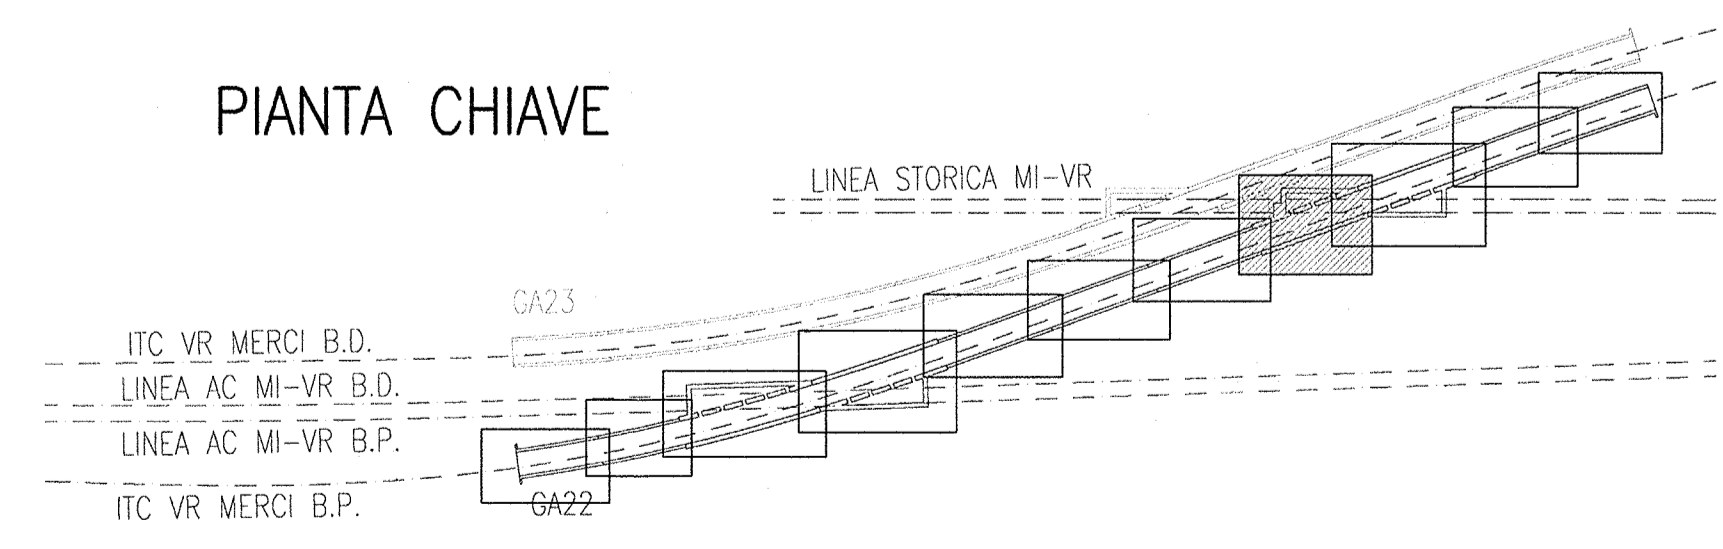 PIANTA CHIAVE
LINEA STORICA MI-VR
GA23
ITC VR MERCI B.D.
LINEA AC MI-VR B.D.
LINEA AC MI-VR B.P.
ITC VR MERCI B.P.
GA22